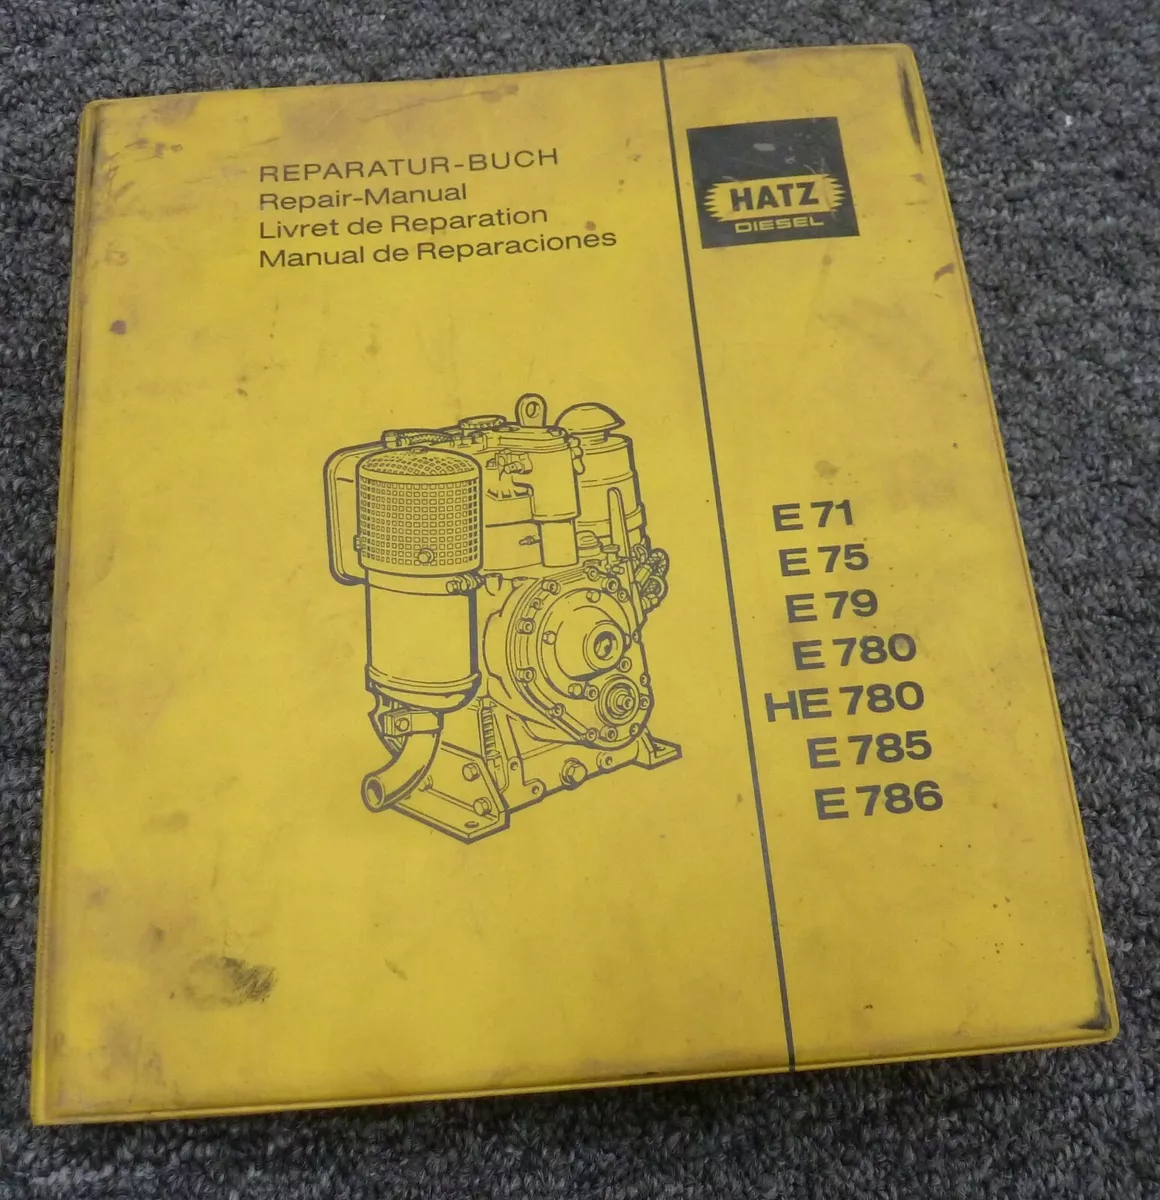 REPARATUR-BUCH
Repair-Manual
Livret de Reparation
Manual de Reparaciones
HATZ
DIESEL
E 71
E 75
E 79
E 780
HE 780
E 785
E 786